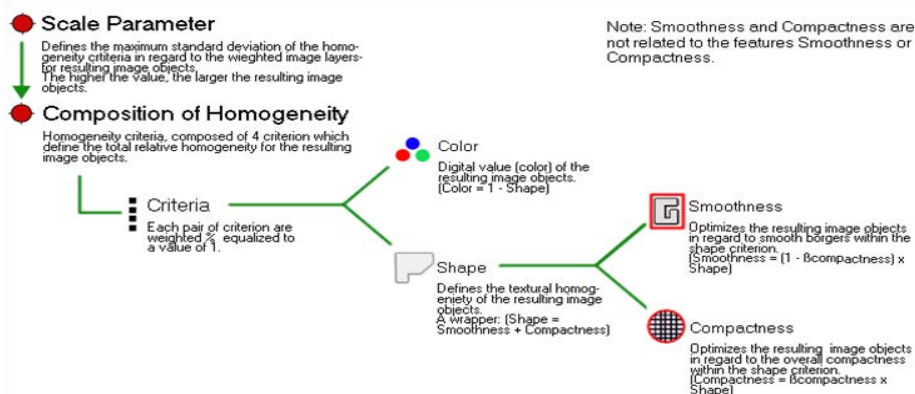 Scale Parameter
Defines the maximum standard deviation of the homo-
geneity criteria in regard to the weighted image layers-
for resulting image objects.
The higher the value, the larger the resulting image
objects.
Note: Smoothness and Compactness are
not related to the features Smoothness or
Compactness.
Composition of Homogeneity
Homogeneity criteria, composed of 4 criterion which
define the total relative homogeneity for the resulting
image objects.
Color
Digital value (color) of the
resulting image objects.
(Color = 1 - Shape)
Criteria
Each pair of criterion are
weighted % equalized to
a value of 1.
Smoothness
Optimizes the resulting image objects
in regard to smooth borgers within the
shape criterion.
(Smoothness = (1 - ßcompactness) x
Shape)
Shape
Defines the textural homog-
eniety of the resulting image
objects.
A wrapper: (Shape =
Smoothness + Compactness)
Compactness
Optimizes the resulting image objects
in regard to the overall compactness
within the shape criterion.
(Compactness = ßcompactness x
Shape)